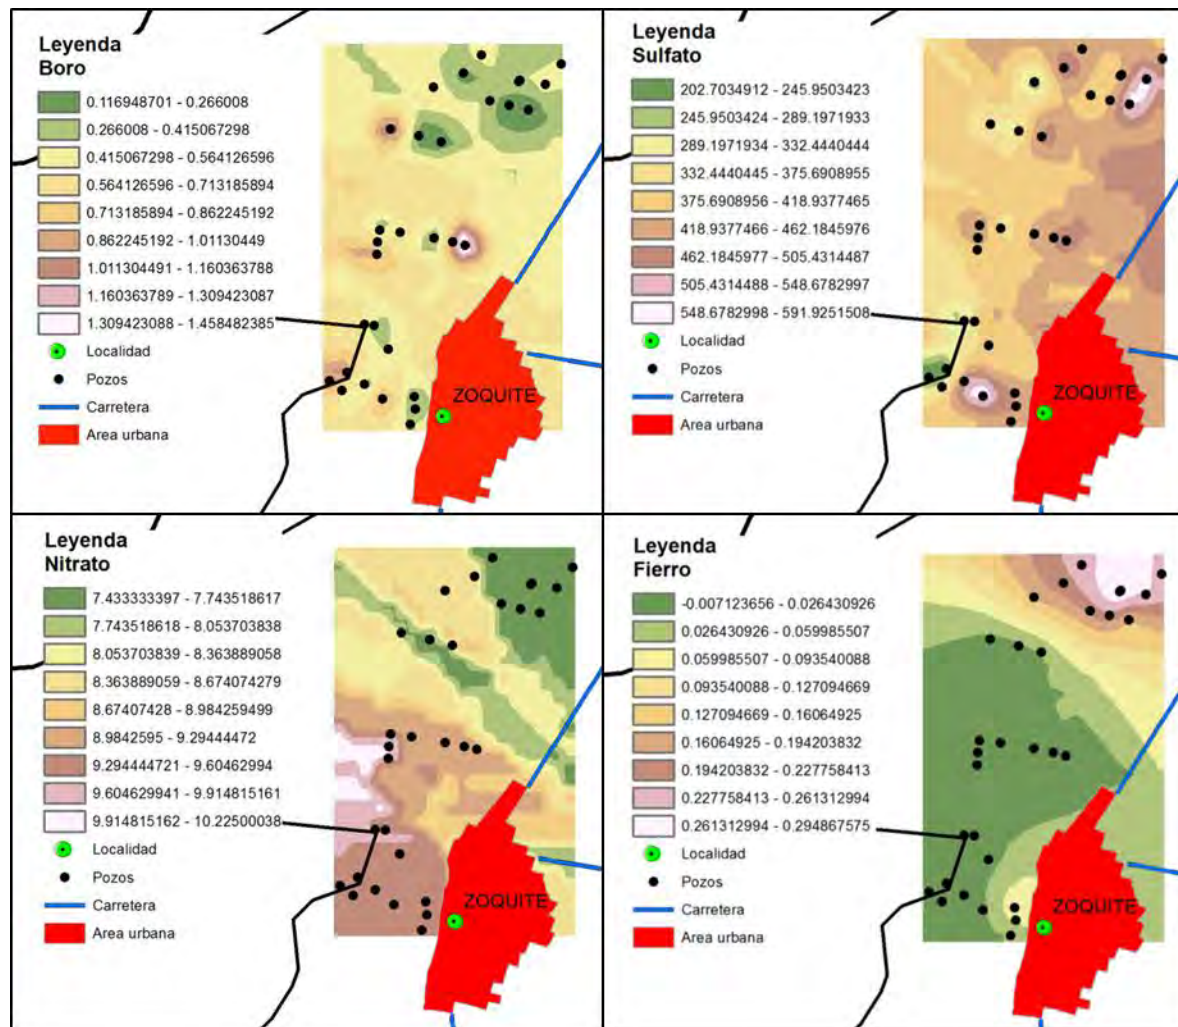 Leyenda
Boro
0.116948701 - 0.266008
0.266008 - 0.415067298
0.415067298 - 0.564126596
0.564126596 - 0.713185894
0.713185894 - 0.862245192
0.862245192 - 1.01130449
1.011304491 - 1.160363788
1.160363789 - 1.309423087
1.309423088 - 1.458482385
Localidad
Pozos
Carretera
Area urbana
ZOQUITE
Leyenda
Sulfato
202.7034912 - 245.9503423
245.9503424 - 289.1971933
289.1971934 - 332.4440444
332.4440445 - 375.6908955
375.6908956 - 418.9377465
418.9377466 - 462.1845976
462.1845977 - 505.4314487
505.4314488 - 548.6782997
548.6782998 - 591.9251508
Localidad
Pozos
Carretera
Area urbana
ZOQUITE
Leyenda
Nitrato
7.433333397 - 7.743518617
7.743518618 - 8.053703838
8.053703839 - 8.363889058
8.363889059 - 8.674074279
8.67407428 - 8.984259499
8.9842595 - 9.29444472
9.294444721 - 9.60462994
9.604629941 - 9.914815161
9.914815162 - 10.22500038
Localidad
Pozos
Carretera
Area urbana
ZOQUITE
Leyenda
Fierro
-0.007123656 - 0.026430926
0.026430926 - 0.059985507
0.059985507 - 0.093540088
0.093540088 - 0.127094669
0.127094669 - 0.16064925
0.16064925 - 0.194203832
0.194203832 - 0.227758413
0.227758413 - 0.261312994
0.261312994 - 0.294867575
Localidad
Pozos
Carretera
Area urbana
ZOQUITE